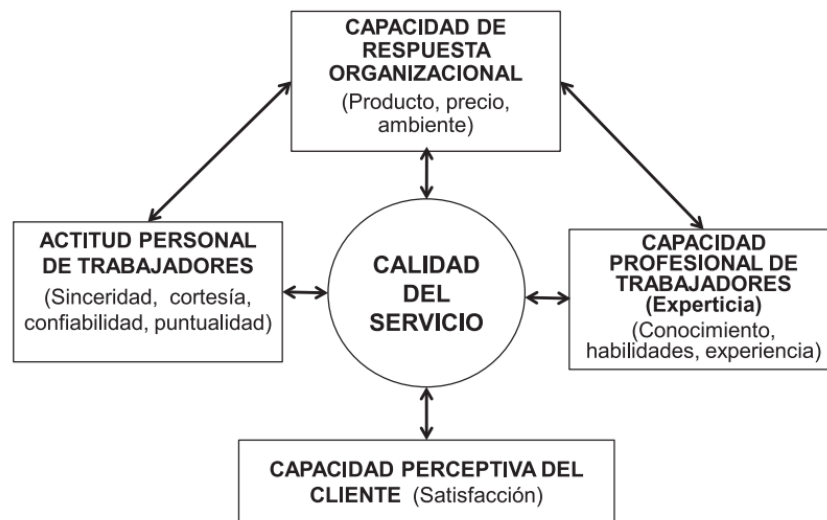 CAPACIDAD DE
RESPUESTA
ORGANIZACIONAL
(Producto, precio,
ambiente)
ACTITUD PERSONAL
DE TRABAJADORES
(Sinceridad, cortesía,
confiabilidad, puntualidad)
CALIDAD
DEL
SERVICIO
CAPACIDAD
PROFESIONAL DE
TRABAJADORES
(Experticia)
(Conocimiento,
habilidades, experiencia)
CAPACIDAD PERCEPTIVA DEL
CLIENTE (Satisfacción)